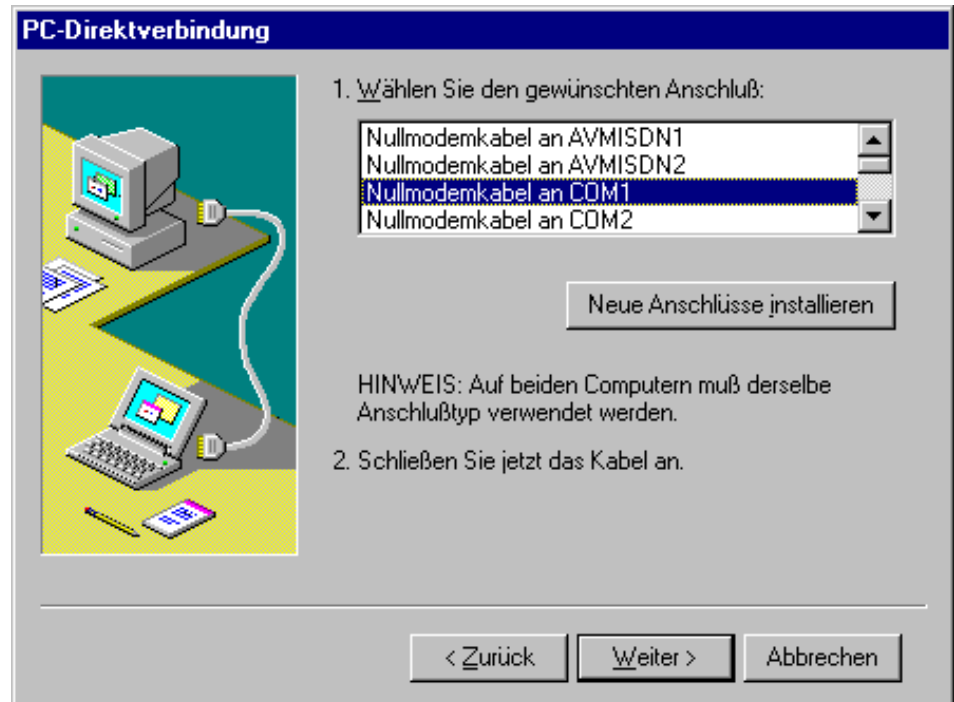 PC-Direktverbindung
1. Wählen Sie den gewünschten Anschluß:
Nullmodemkabel an AVMISDN1
Nullmodemkabel an AVMISDN2
Nullmodemkabel an COM1
Nullmodemkabel an COM2
Neue Anschlüsse installieren
HINWEIS: Auf beiden Computern muß derselbe
Anschlußtyp verwendet werden.
2. Schließen Sie jetzt das Kabel an.
< Zurück
Weiter >
Abbrechen